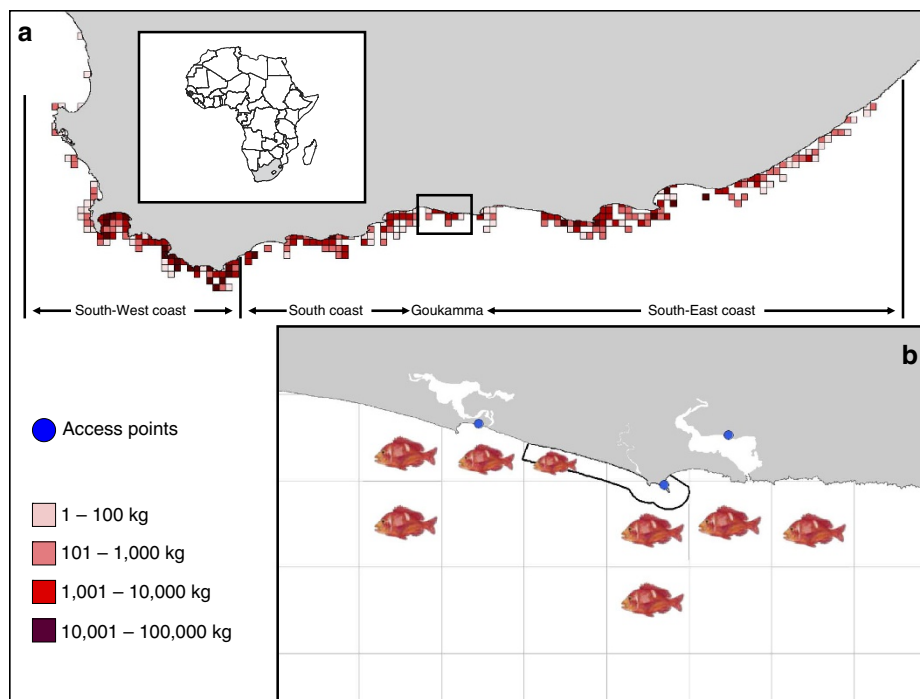 a
South-West coast
South coast
Goukamma
South-East coast
b
Access points
1 – 100 kg
101 – 1,000 kg
1,001 – 10,000 kg
10,001 – 100,000 kg